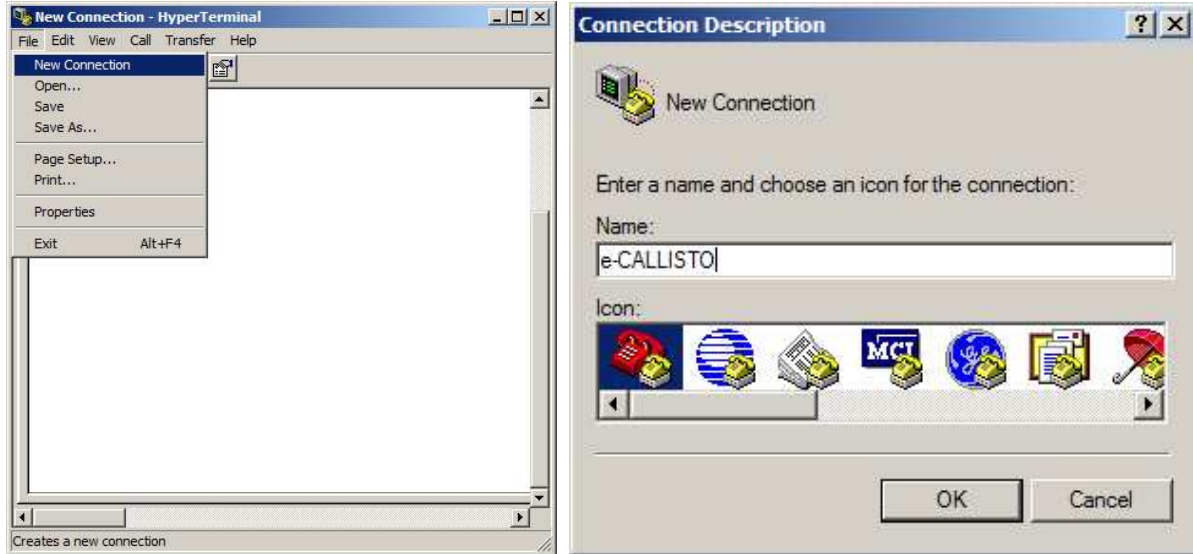 New Connection - HyperTerminal
File Edit View Call Transfer Help
New Connection
Open...
Save
Save As...
Page Setup...
Print...
Properties
Exit Alt+F4
Creates a new connection
Connection Description
New Connection
Enter a name and choose an icon for the connection:
Name:
e-CALLISTO
Icon:
MCI
OK Cancel